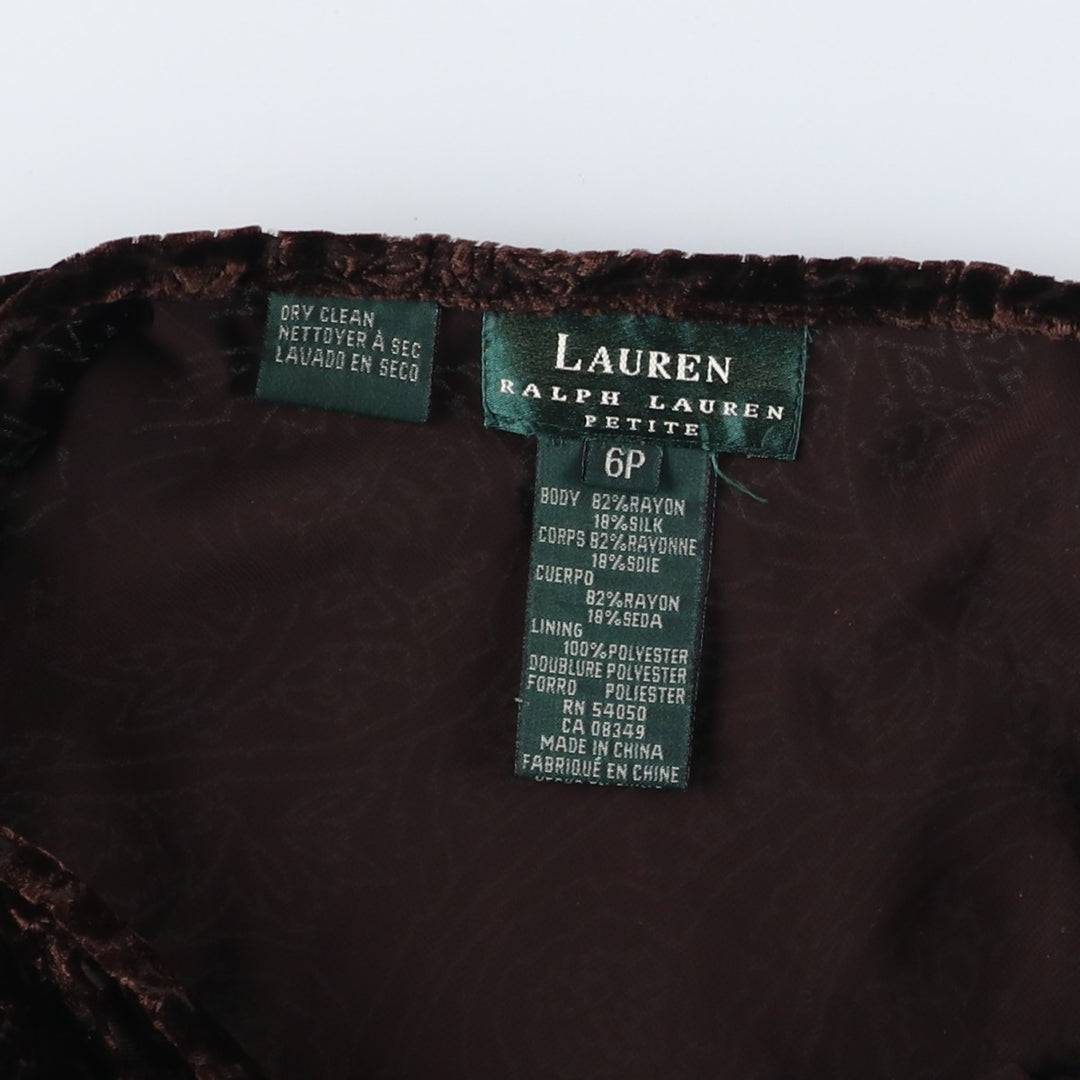 DRY CLEAN
NETTOYER À SEC
LAVADO EN SECO
LAUREN
RALPH LAUREN
PETITE
6P
BODY 82%RAYON
18%SILK
CORPS 82%RAYONNE
18%SOIE
CUERPO
82%RAYON
18%SEDA
LINING
100%POLYESTER
DOUBLURE POLYESTER
FORRO POLIESTER
RN 54050
CA 08349
MADE IN CHINA
FABRIQUÉ EN CHINE